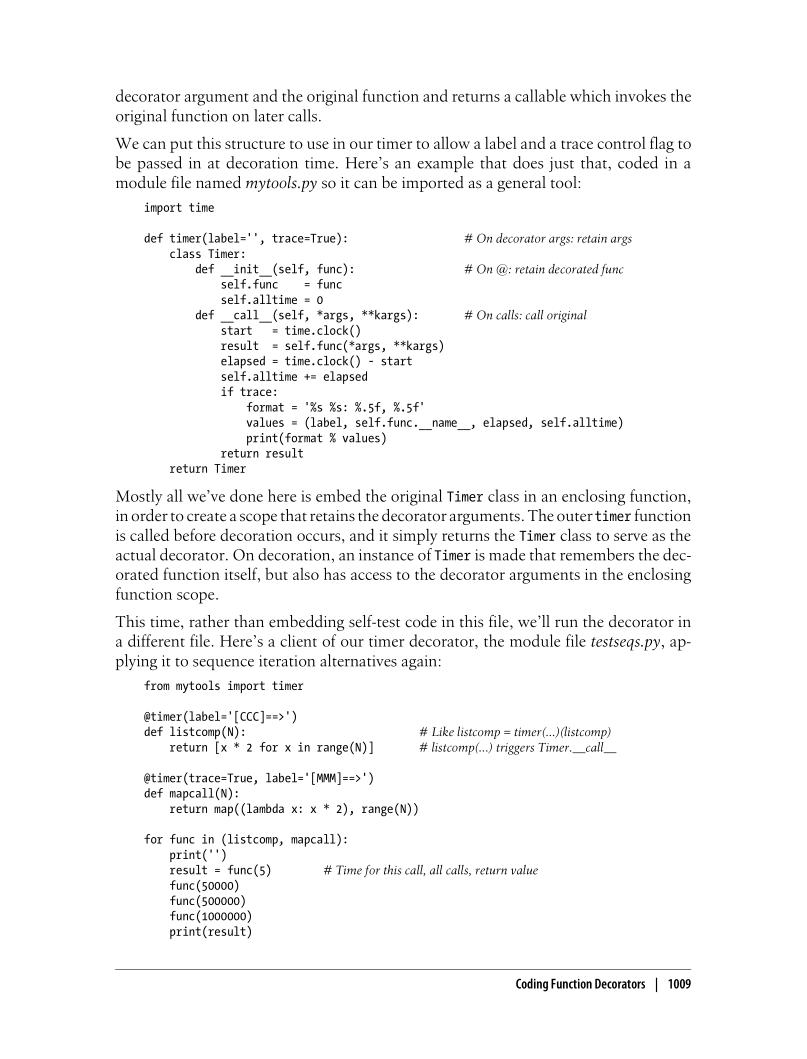 decorator argument and the original function and returns a callable which invokes the
original function on later calls.
We can put this structure to use in our timer to allow a label and a trace control flag to
be passed in at decoration time. Here's an example that does just that, coded in a
module file named mytools.py so it can be imported as a general tool:
import time
def timer(label='', trace=True):                  # On decorator args: retain args
    class Timer:
        def __init__(self, func):                 # On @: retain decorated func
            self.func    = func
            self.alltime = 0
        def __call__(self, *args, **kargs):       # On calls: call original
            start   = time.clock()
            result  = self.func(*args, **kargs)
            elapsed = time.clock() - start
            self.alltime += elapsed
            if trace:
                format = '%s %s: %.5f, %.5f'
                values = (label, self.func.__name__, elapsed, self.alltime)
                print(format % values)
            return result
    return Timer
Mostly all we've done here is embed the original Timer class in an enclosing function,
in order to create a scope that retains the decorator arguments. The outer timer function
is called before decoration occurs, and it simply returns the Timer class to serve as the
actual decorator. On decoration, an instance of Timer is made that remembers the dec-
orated function itself, but also has access to the decorator arguments in the enclosing
function scope.
This time, rather than embedding self-test code in this file, we'll run the decorator in
a different file. Here's a client of our timer decorator, the module file testseqs.py, ap-
plying it to sequence iteration alternatives again:
from mytools import timer
@timer(label='[CCC]==>')
def listcomp(N):                           # Like listcomp = timer(...)(listcomp)
    return [x * 2 for x in range(N)]       # listcomp(...) triggers Timer.__call__
@timer(trace=True, label='[MMM]==>')
def mapcall(N):
    return map((lambda x: x * 2), range(N))
for func in (listcomp, mapcall):
    print('')
    result = func(5)        # Time for this call, all calls, return value
    func(50000)
    func(500000)
    func(1000000)
    print(result)
Coding Function Decorators | 1009